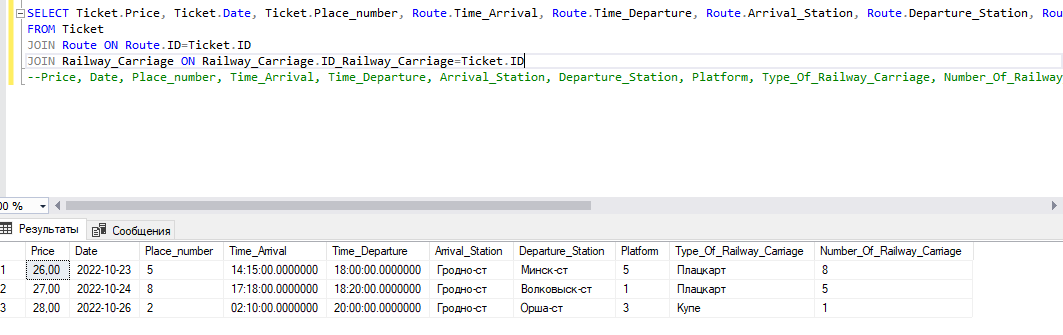 SELECT Ticket.Price, Ticket.Date, Ticket.Place_number, Route.Time_Arrival, Route.Time_Departure, Route.Arrival_Station, Route.Departure_Station, Rou
FROM Ticket
JOIN Route ON Route.ID=Ticket.ID
JOIN Railway_Carriage ON Railway_Carriage.ID_Railway_Carriage=Ticket.ID
--Price, Date, Place_number, Time_Arrival, Time_Departure, Arrival_Station, Departure_Station, Platform, Type_Of_Railway_Carriage, Number_Of_Railway
00 %
Результаты Сообщения
Price Date Place_number Time_Arrival Time_Departure Arrival_Station Departure_Station Platform Type_Of_Railway_Carriage Number_Of_Railway_Carriage
1 26,00 2022-10-23 5 14:15:00.0000000 18:00:00.0000000 Гродно-ст Минск-ст 5 Плацкарт 8
2 27,00 2022-10-24 8 17:18:00.0000000 18:20:00.0000000 Гродно-ст Волковыск-ст 1 Плацкарт 5
3 28,00 2022-10-26 2 02:10:00.0000000 20:00:00.0000000 Гродно-ст Орша-ст 3 Купе 1